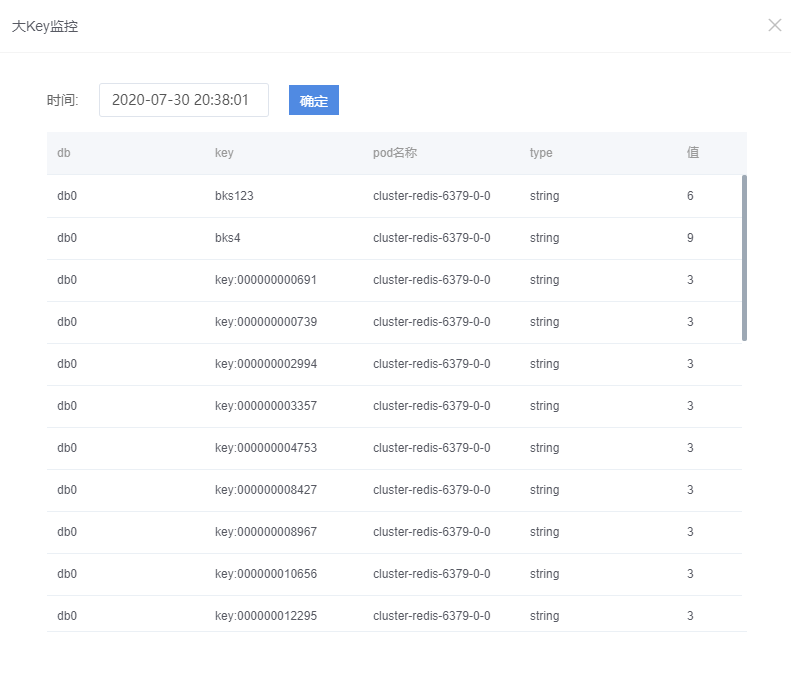 大Key监控
时间: 2020-07-30 20:38:01 确定
db key pod名称 type 值
db0 bks123 cluster-redis-6379-0-0 string 6
db0 bks4 cluster-redis-6379-0-0 string 9
db0 key:000000000691 cluster-redis-6379-0-0 string 3
db0 key:000000000739 cluster-redis-6379-0-0 string 3
db0 key:000000002994 cluster-redis-6379-0-0 string 3
db0 key:000000003357 cluster-redis-6379-0-0 string 3
db0 key:000000004753 cluster-redis-6379-0-0 string 3
db0 key:000000008427 cluster-redis-6379-0-0 string 3
db0 key:000000008967 cluster-redis-6379-0-0 string 3
db0 key:000000010656 cluster-redis-6379-0-0 string 3
db0 key:000000012295 cluster-redis-6379-0-0 string 3